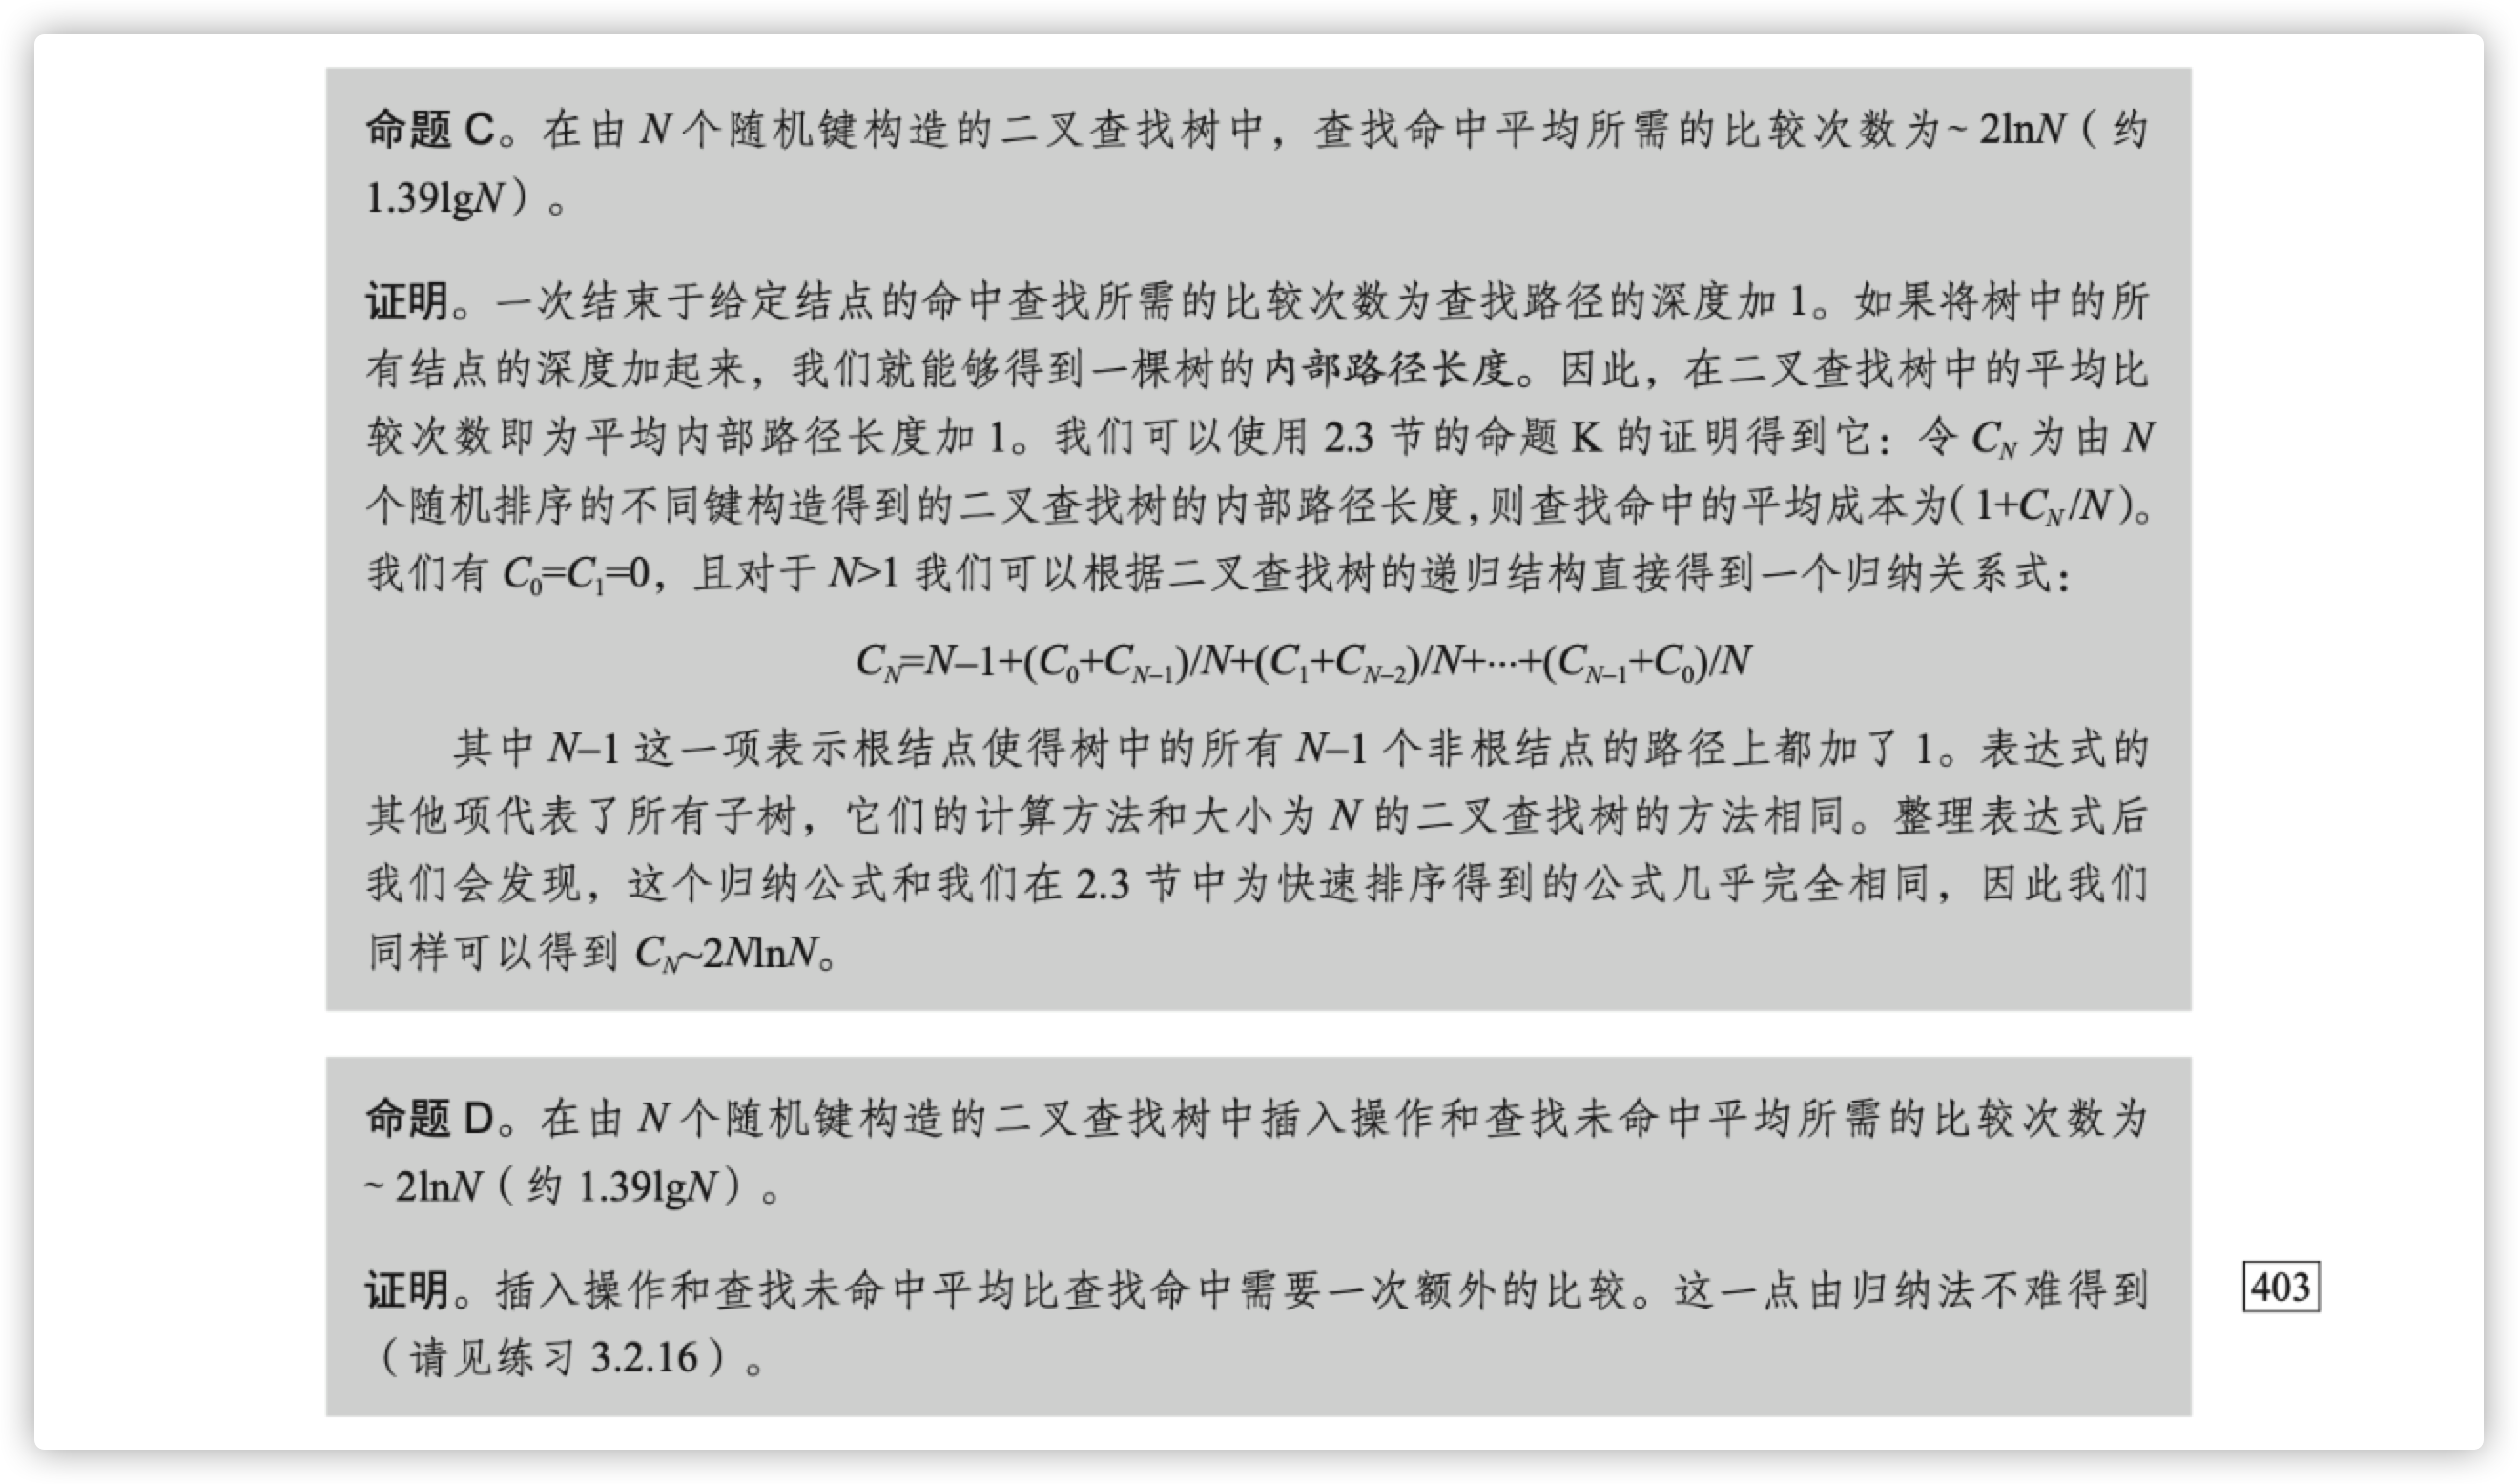 命题 C。在由 N 个随机键构造的二叉查找树中，查找命中平均所需的比较次数为~ 2lnN（约
1.39lgN）。
证明。一次结束于给定结点的命中查找所需的比较次数为查找路径的深度加 1。如果将树中的所
有结点的深度加起来，我们就能够得到一棵树的内部路径长度。因此，在二叉查找树中的平均比
较次数即为平均内部路径长度加 1。我们可以使用 2.3 节的命题 K 的证明得到它：令 C_N 为由 N
个随机排序的不同键构造得到的二叉查找树的内部路径长度，则查找命中的平均成本为（1+C_N/N）。
我们有 C_0=C_1=0，且对于 N>1 我们可以根据二叉查找树的递归结构直接得到一个归纳关系式：
C_N=N–1+(C_0+C_{N–1})/N+(C_1+C_{N–2})/N+···+(C_{N–1}+C_0)/N
其中 N–1 这一项表示根结点使得树中的所有 N–1 个非根结点的路径上都加了 1。表达式的
其他项代表了所有子树，它们的计算方法和大小为 N 的二叉查找树的方法相同。整理表达式后
我们会发现，这个归纳公式和我们在 2.3 节中为快速排序得到的公式几乎完全相同，因此我们
同样可以得到 C_N~2NlnN。
命题 D。在由 N 个随机键构造的二叉查找树中插入操作和查找未命中平均所需的比较次数为
~ 2lnN（约 1.39lgN）。
证明。插入操作和查找未命中平均比查找命中需要一次额外的比较。这一点由归纳法不难得到
（请见练习 3.2.16）。
403